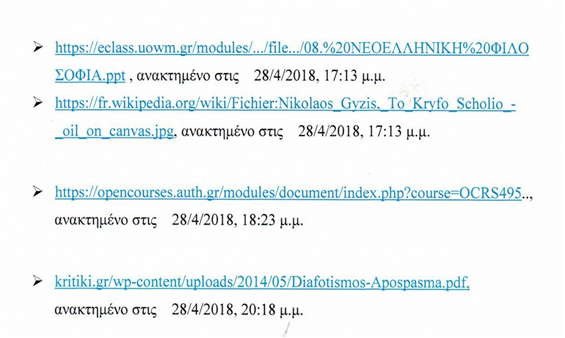 ➢ https://eclass.uowm.gr/modules/.../file.../08.%20ΝΕΟΕΛΛΗΝΙΚΗ%20ΦΙΛΟ
ΣΟΦΙΑ.ppt , ανακτημένο στις 28/4/2018, 17:13 μ.μ.
➢ https://fr.wikipedia.org/wiki/Fichier:Nikolaos_Gyzis,_To_Kryfo_Scholio_-
_oil_on_canvas.jpg, ανακτημένο στις 28/4/2018, 17:13 μ.μ.
➢ https://opencourses.auth.gr/modules/document/index.php?course=OCRS495..,
ανακτημένο στις 28/4/2018, 18:23 μ.μ.
➢ kritiki.gr/wp-content/uploads/2014/05/Diafotismos-Apospasma.pdf,
ανακτημένο στις 28/4/2018, 20:18 μ.μ.